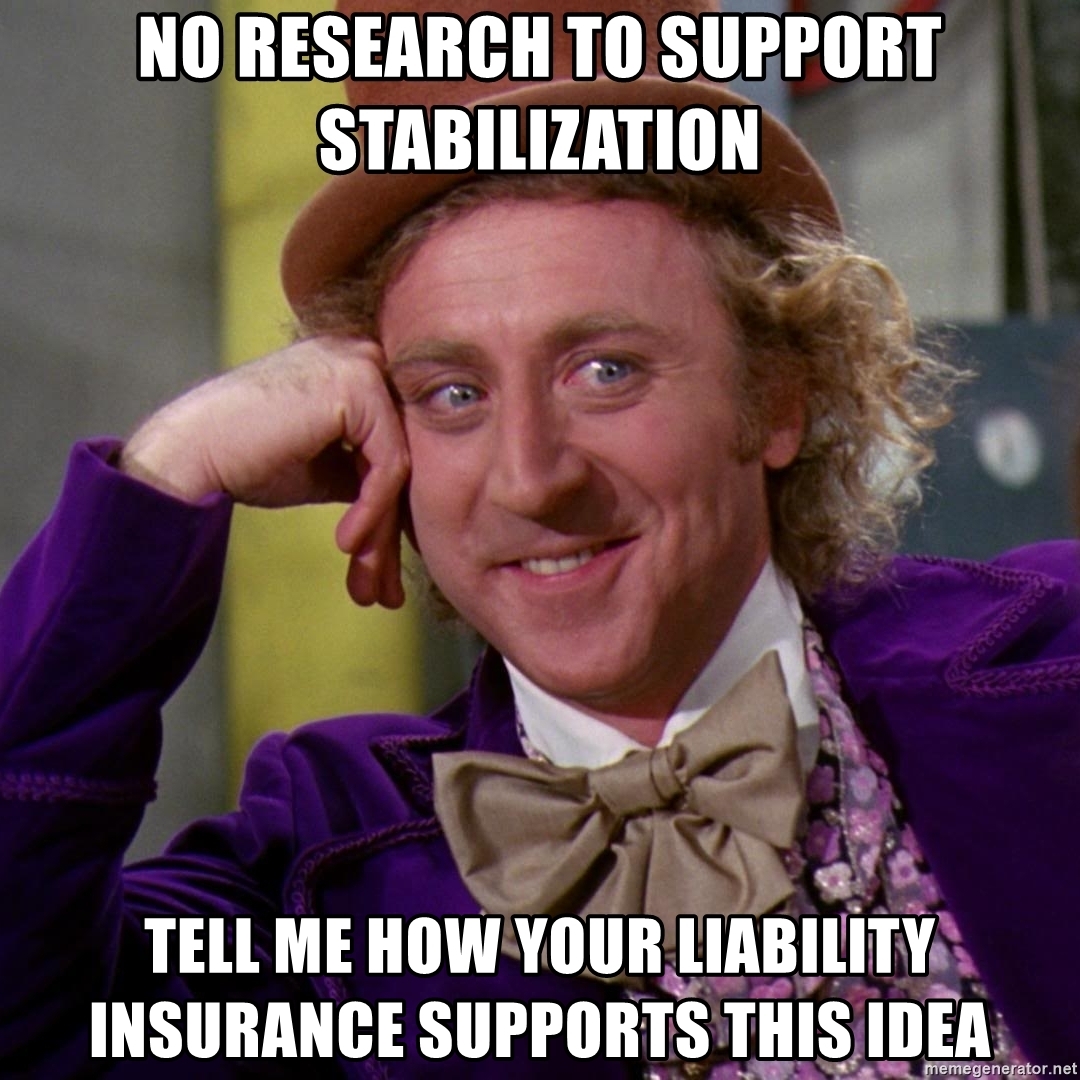 NO RESEARCH TO SUPPORT
STABILIZATION
TELL ME HOW YOUR LIABILITY
INSURANCE SUPPORTS THIS IDEA
memegenerator.net